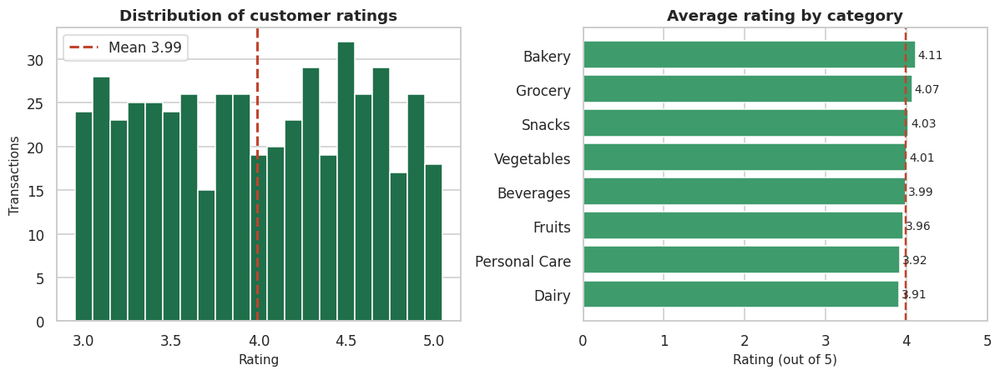 Distribution of customer ratings
Mean 3.99
Transactions
30
25
20
15
10
5
0
3.0
3.5
4.0
4.5
5.0
Rating
Average rating by category
Bakery
4.11
Grocery
4.07
Snacks
4.03
Vegetables
4.01
Beverages
3.99
Fruits
3.96
Personal Care
3.92
Dairy
3.91
0
1
2
3
4
5
Rating (out of 5)